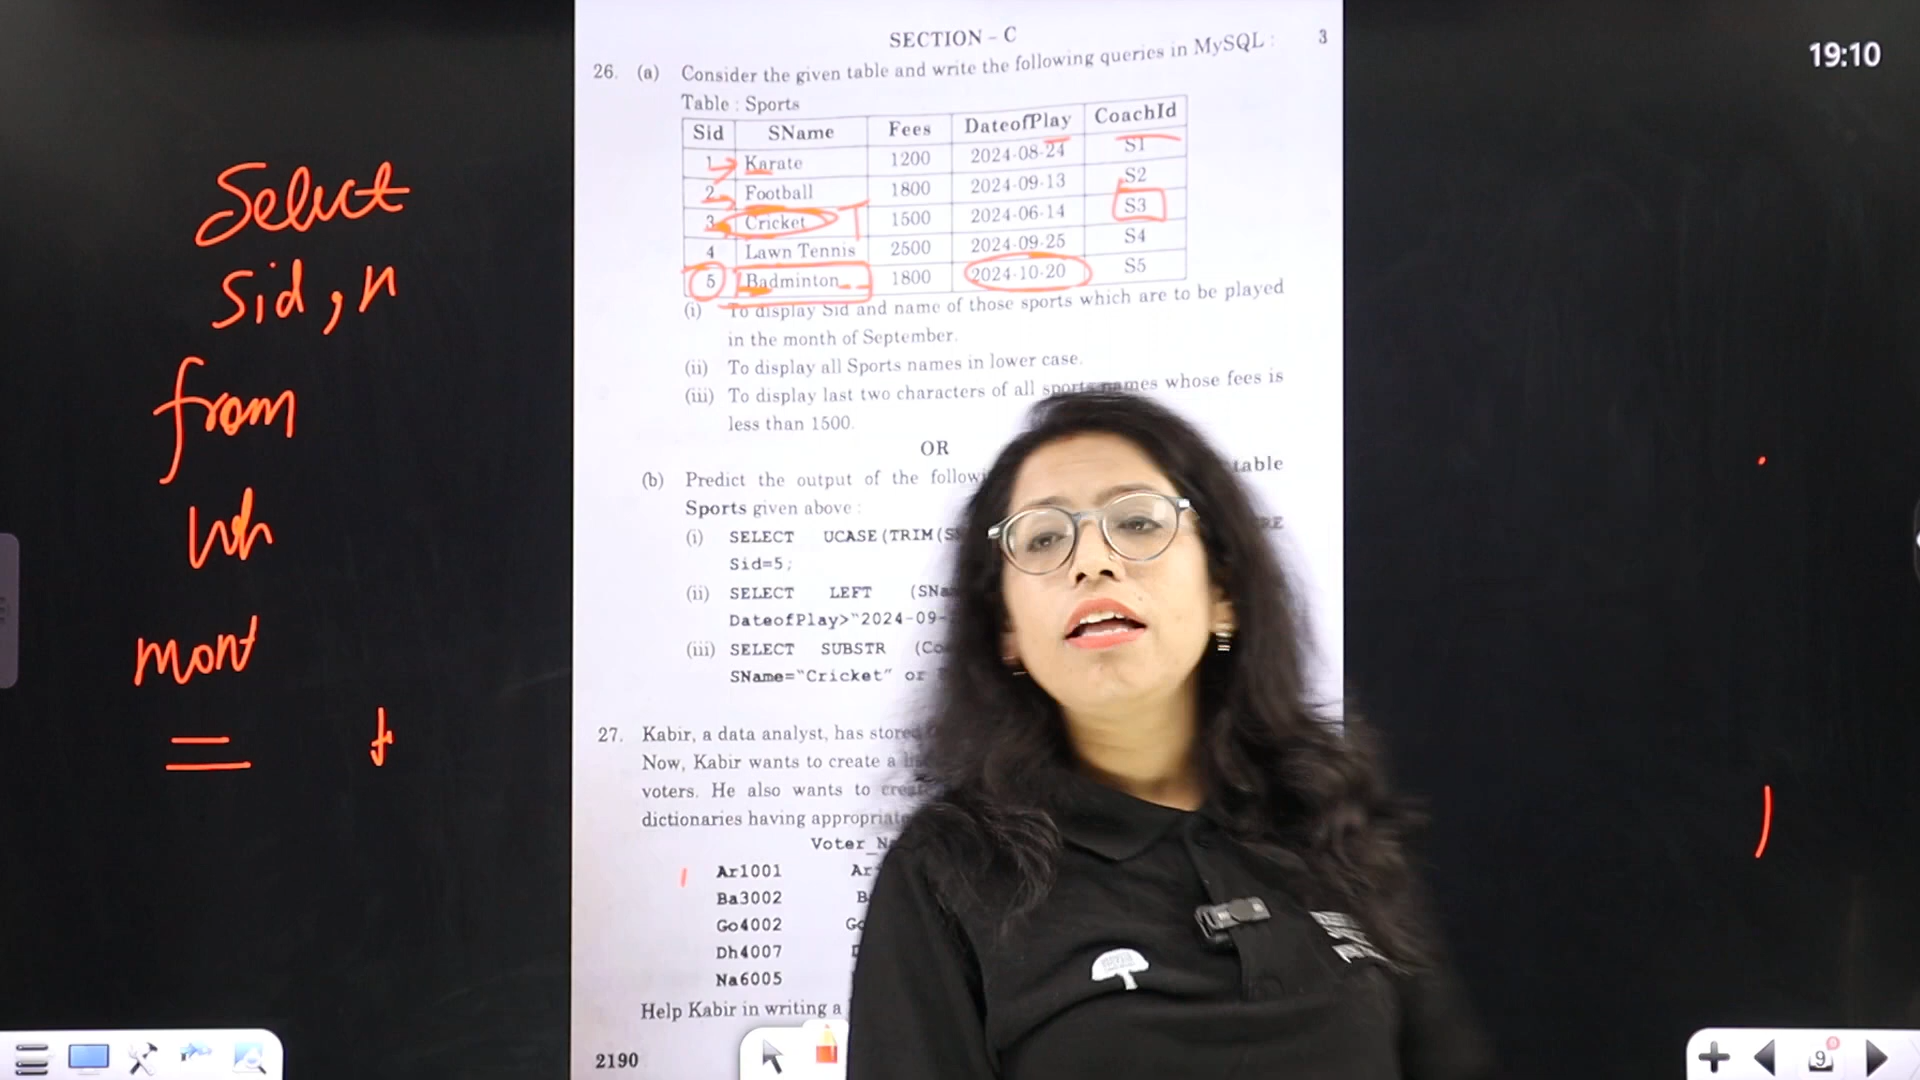 SECTION – C
3
19:10
26. (a) Consider the given table and write the following queries in MySQL :
Table : Sports
Sid SName Fees DateofPlay CoachId
1 Karate 1200 2024-08-24 S1
2 Football 1800 2024-09-13 S2
3 Cricket 1500 2024-06-14 S3
4 Lawn Tennis 2500 2024-09-25 S4
5 Badminton 1800 2024-10-20 S5
(i) To display Sid and name of those sports which are to be played
in the month of September.
(ii) To display all Sports names in lower case.
(iii) To display last two characters of all sports names whose fees is
less than 1500.
OR
(b) Predict the output of the table
Sports given above :
(i) SELECT UCASE(TRIM(
Sid=5;
(ii) SELECT LEFT
DateofPlay>"2024-09-
(iii) SELECT SUBSTR
SName="Cricket" or
27. Kabir, a data analyst, has
Now, Kabir wants to create a
voters. He also wants to
dictionaries having
Ar1001
Ba3002
Go4002
Dh4007
Na6005
Help Kabir in writing a
2190
Select
Sid, n
from
wh
mont
=
9